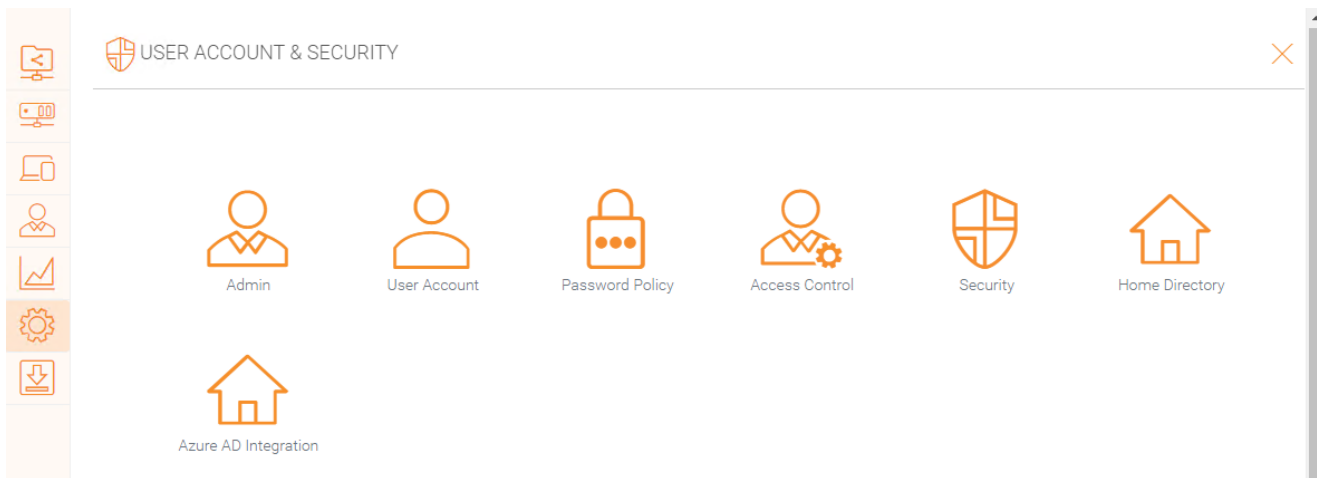 USER ACCOUNT & SECURITY
Admin
User Account
Password Policy
Access Control
Security
Home Directory
Azure AD Integration